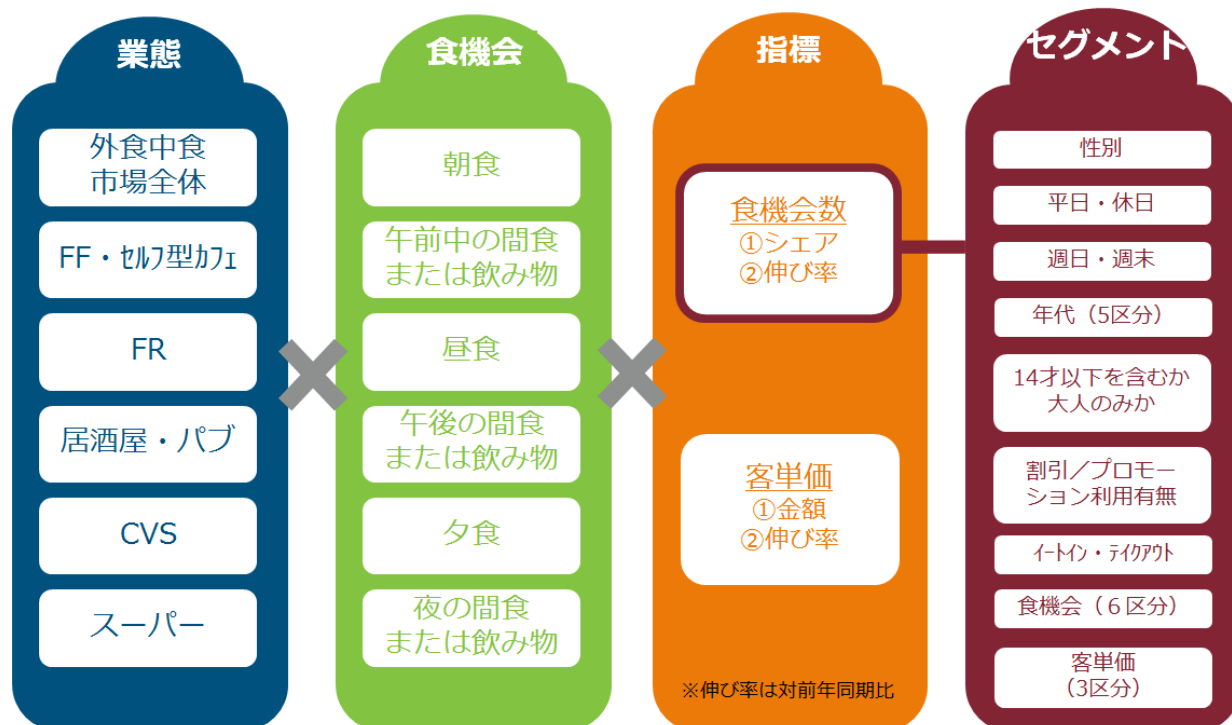 業態
外食中食
市場全体
FF・ｾﾙﾌ型ｶﾌｪ
FR
居酒屋・パブ
CVS
スーパー
食機会
朝食
午前中の間食
または飲み物
昼食
午後の間食
または飲み物
夕食
夜の間食
または飲み物
指標
食機会数
①シェア
②伸び率
客単価
①金額
②伸び率
※伸び率は対前年同期比
セグメント
性別
平日・休日
週日・週末
年代（5区分）
14才以下を含むか
大人のみか
割引／プロモー
ション利用有無
ｲｰﾄｲﾝ・ﾃｲｸｱｳﾄ
食機会（６区分）
客単価
（3区分）